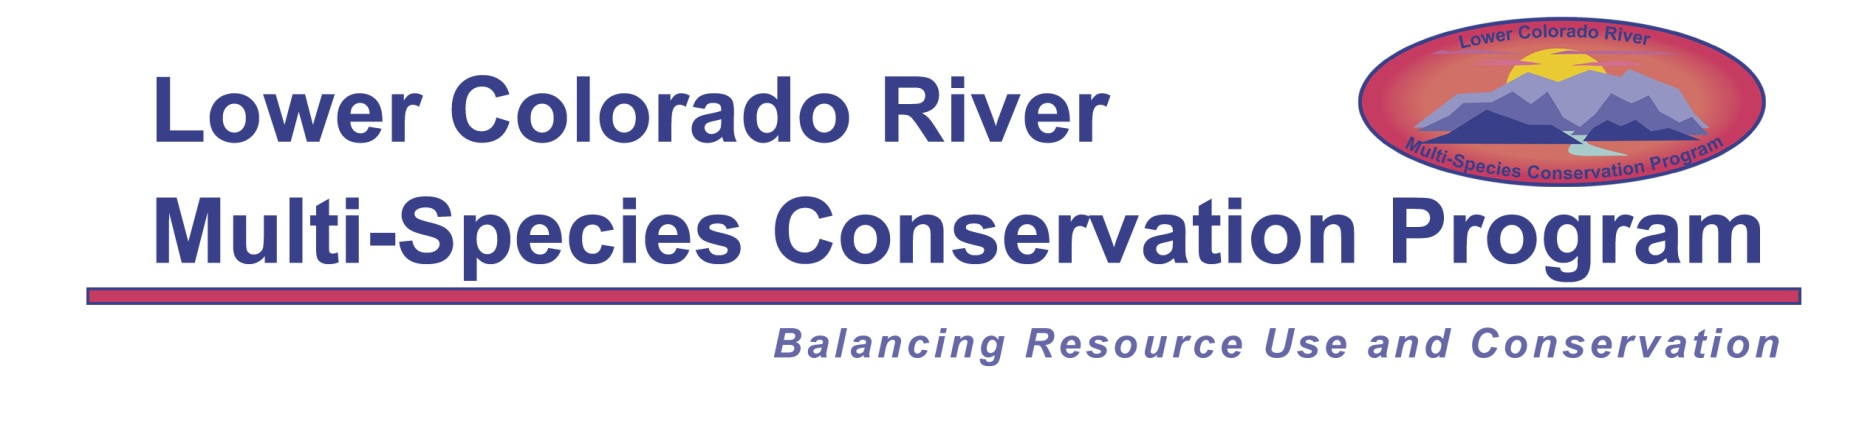 Lower Colorado River
Multi-Species Conservation Program
Lower Colorado River
Multi-Species Conservation Program
Balancing Resource Use and Conservation